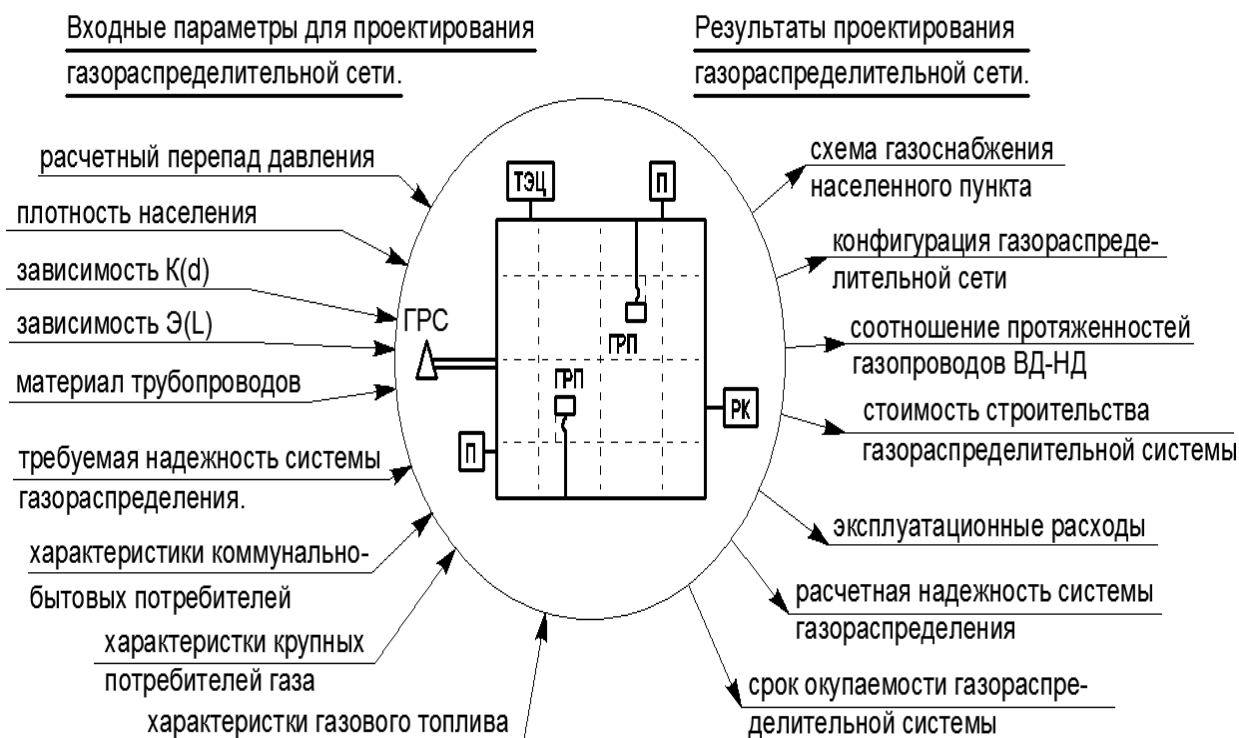 Входные параметры для проектирования
газораспределительной сети.
Результаты проектирования
газораспределительной сети.
расчетный перепад давления
плотность населения
зависимость К(d)
зависимость Э(L)
материал трубопроводов
требуемая надежность системы
газораспределения.
характеристики коммунально-
бытовых потребителей
характеристки крупных
потребителей газа
характеристки газового топлива
ТЭЦ
П
ГРС
ГРП
ГРП
П
РК
схема газоснабжения
населенного пункта
конфигурация газораспреде-
лительной сети
соотношение протяженностей
газопроводов ВД-НД
стоимость строительства
газораспределительной системы
эксплуатационные расходы
расчетная надежность системы
газораспределения
срок окупаемости газораспре-
делительной системы